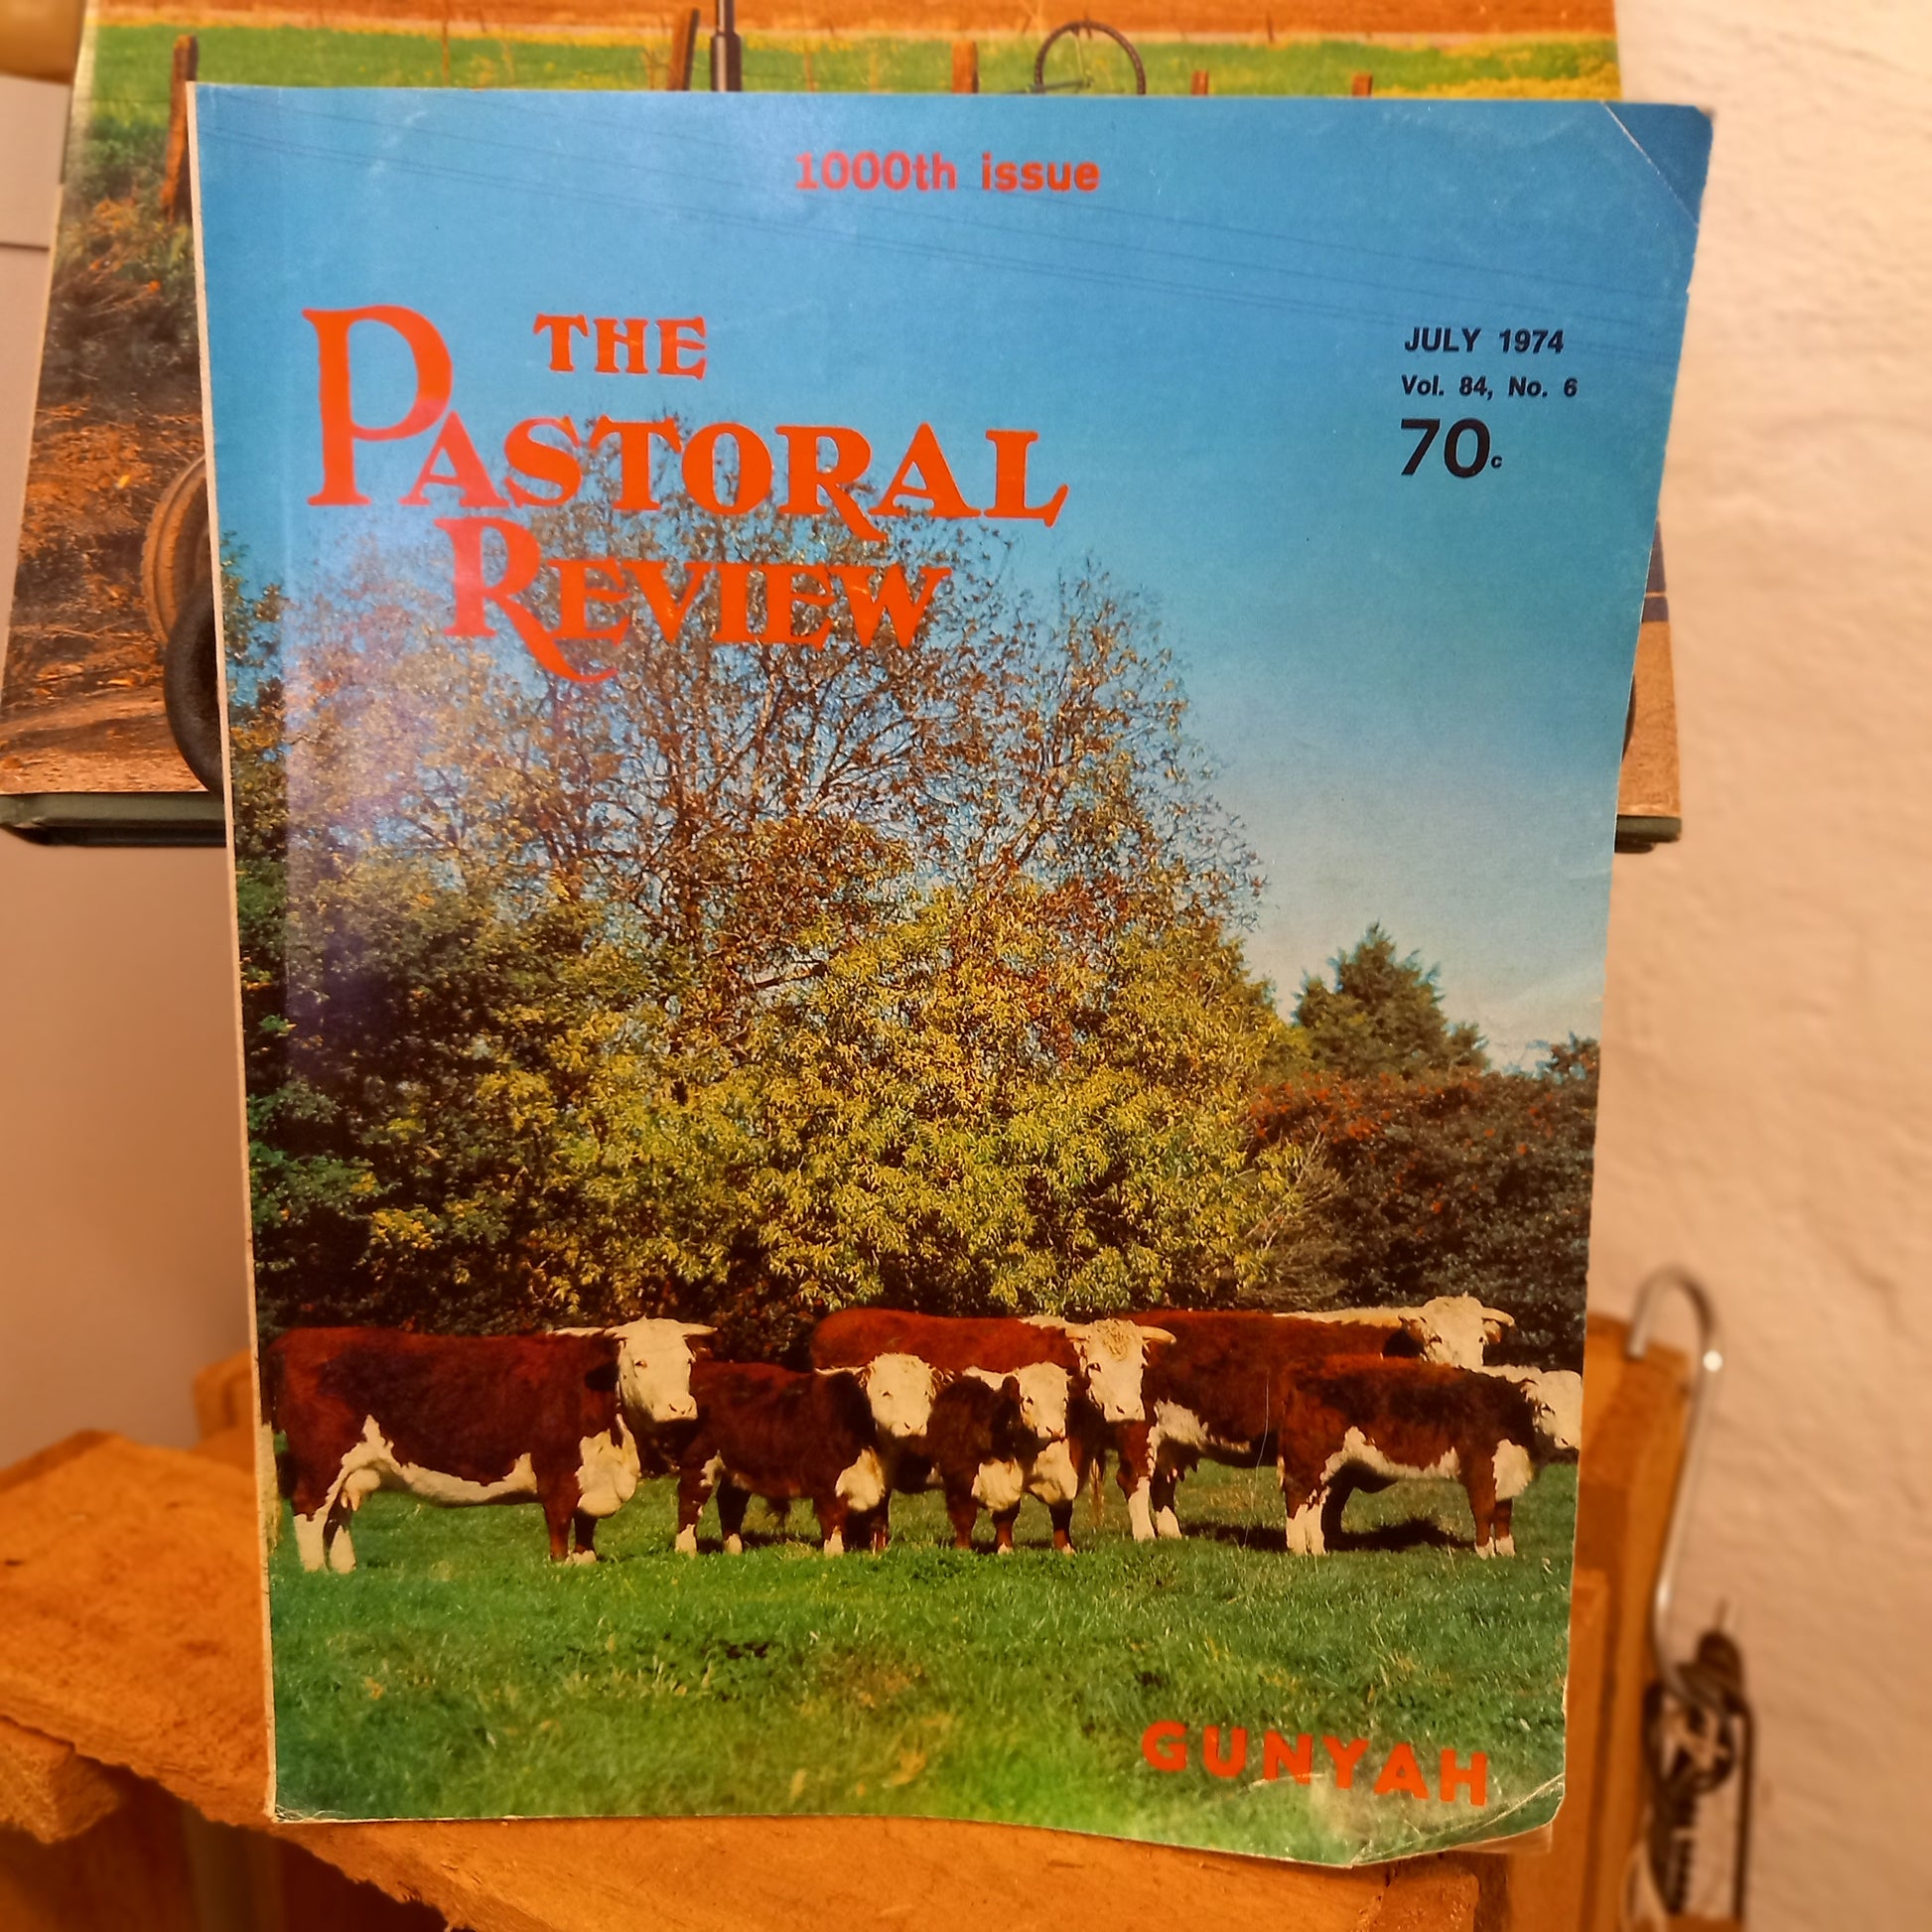 1000th issue
THE
PASTORAL
REVIEW
JULY 1974
Vol. 84, No. 6
70c
GUNYAH